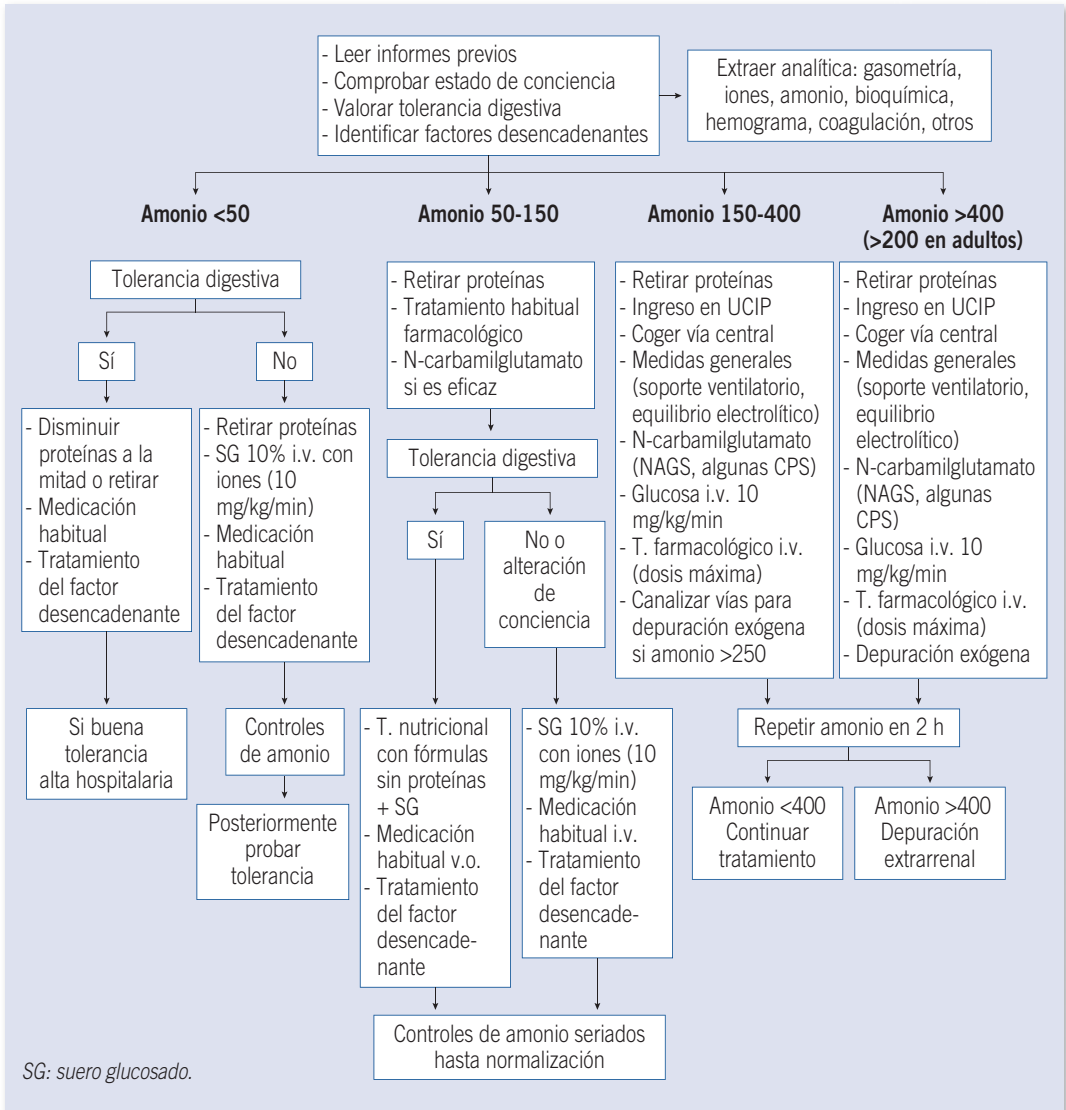 - Leer informes previos
- Comprobar estado de conciencia
- Valorar tolerancia digestiva
- Identificar factores desencadenantes
Extraer analítica: gasometría,
iones, amonio, bioquímica,
hemograma, coagulación, otros
Amonio <50
Tolerancia digestiva
Sí
No
- Disminuir
proteínas a la
mitad o retirar
- Medicación
habitual
- Tratamiento
del factor
desencadenante
- Retirar proteínas
- SG 10% i.v. con
iones (10
mg/kg/min)
- Medicación
habitual
- Tratamiento
del factor
desencadenante
Si buena
tolerancia
alta hospitalaria
Controles
de amonio
Posteriormente
probar
tolerancia
Amonio 50-150
- Retirar proteínas
- Tratamiento habitual
farmacológico
- N-carbamilglutamato
si es eficaz
Tolerancia digestiva
Sí
No o
alteración
de
conciencia
- T. nutricional
con fórmulas
sin proteínas
+ SG
- Medicación
habitual v.o.
- Tratamiento
del factor
desencade-
nante
- SG 10% i.v.
con iones (10
mg/kg/min)
- Medicación
habitual i.v.
- Tratamiento
del factor
desencade-
nante
Controles de amonio seriados
hasta normalización
Amonio 150-400
- Retirar proteínas
- Ingreso en UCIP
- Coger vía central
- Medidas generales
(soporte ventilatorio,
equilibrio electrolítico)
- N-carbamilglutamato
(NAGS, algunas CPS)
- Glucosa i.v. 10
mg/kg/min
- T. farmacológico i.v.
(dosis máxima)
- Canalizar vías para
depuración exógena
si amonio >250
Amonio >400
(>200 en adultos)
- Retirar proteínas
- Ingreso en UCIP
- Coger vía central
- Medidas generales
(soporte ventilatorio,
equilibrio
electrolítico)
- N-carbamilglutamato
(NAGS, algunas
CPS)
- Glucosa i.v. 10
mg/kg/min
- T. farmacológico i.v.
(dosis máxima)
- Depuración exógena
Repetir amonio en 2 h
Amonio <400
Continuar
tratamiento
Amonio >400
Depuración
extrarrenal
SG: suero glucosado.